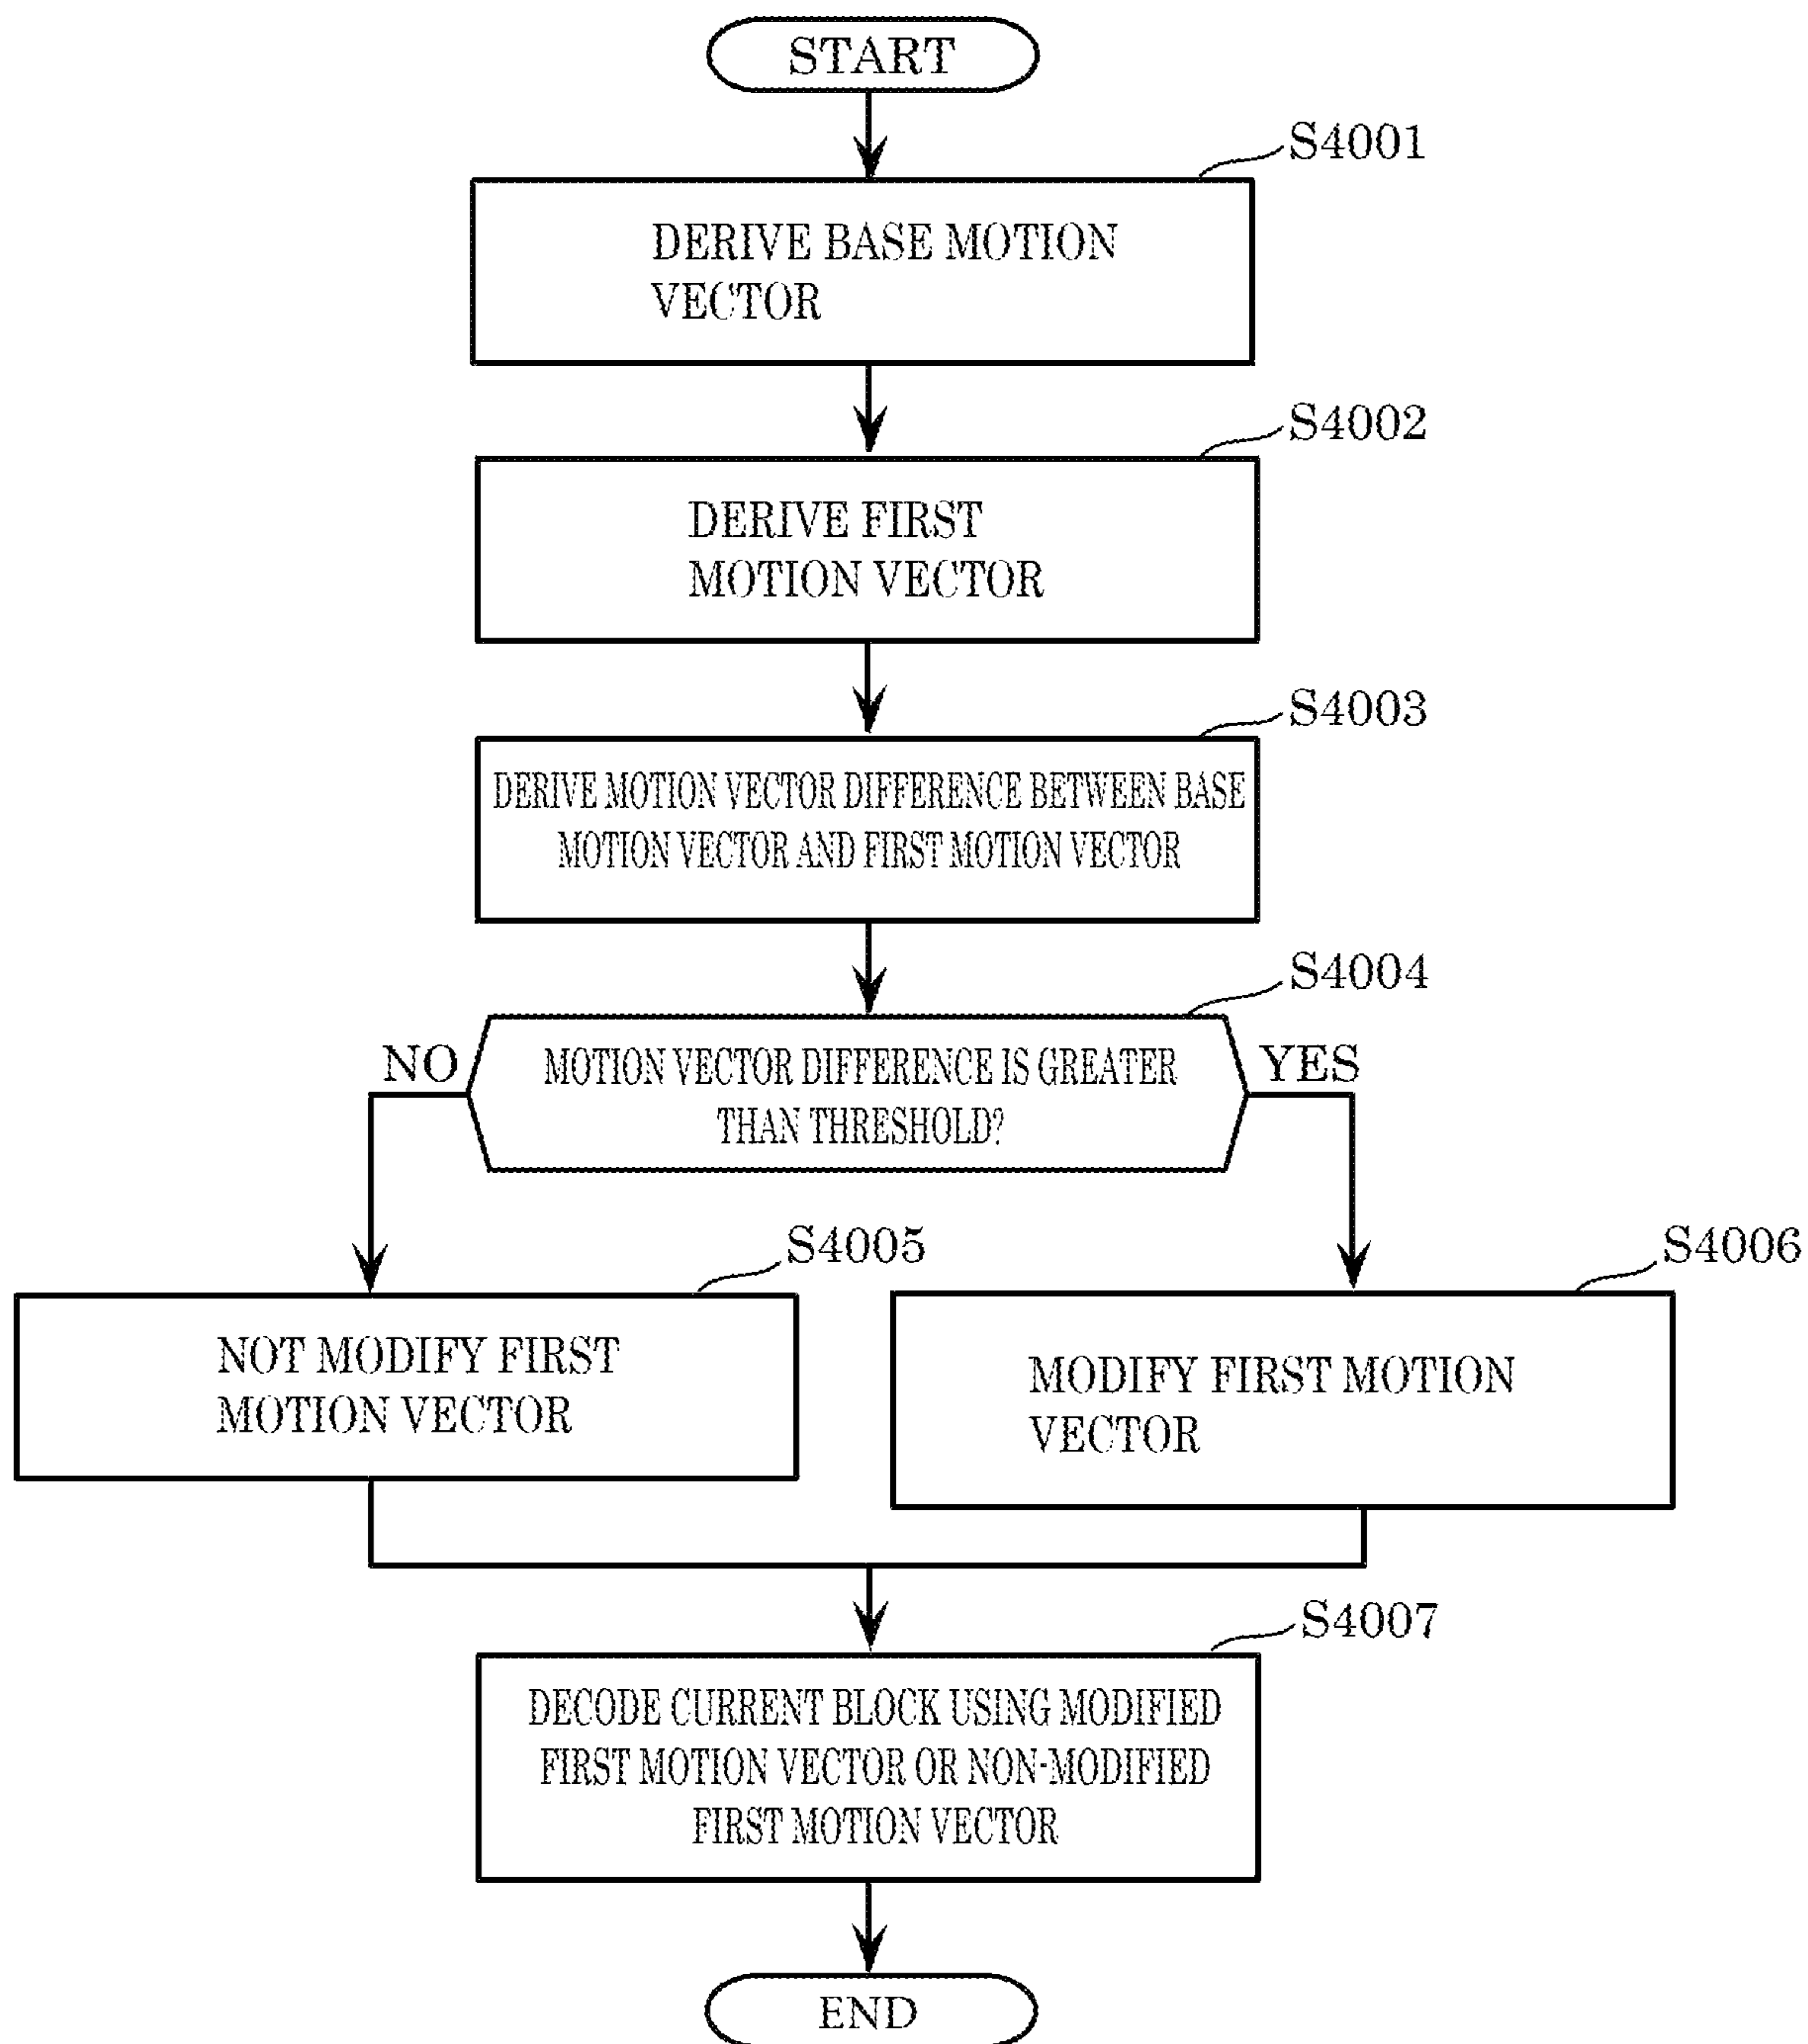 START
S4001
DERIVE BASE MOTION
VECTOR
S4002
DERIVE FIRST
MOTION VECTOR
S4003
DERIVE MOTION VECTOR DIFFERENCE BETWEEN BASE
MOTION VECTOR AND FIRST MOTION VECTOR
S4004
NO
MOTION VECTOR DIFFERENCE IS GREATER
THAN THRESHOLD?
YES
S4005
NOT MODIFY FIRST
MOTION VECTOR
S4006
MODIFY FIRST MOTION
VECTOR
S4007
DECODE CURRENT BLOCK USING MODIFIED
FIRST MOTION VECTOR OR NON-MODIFIED
FIRST MOTION VECTOR
END